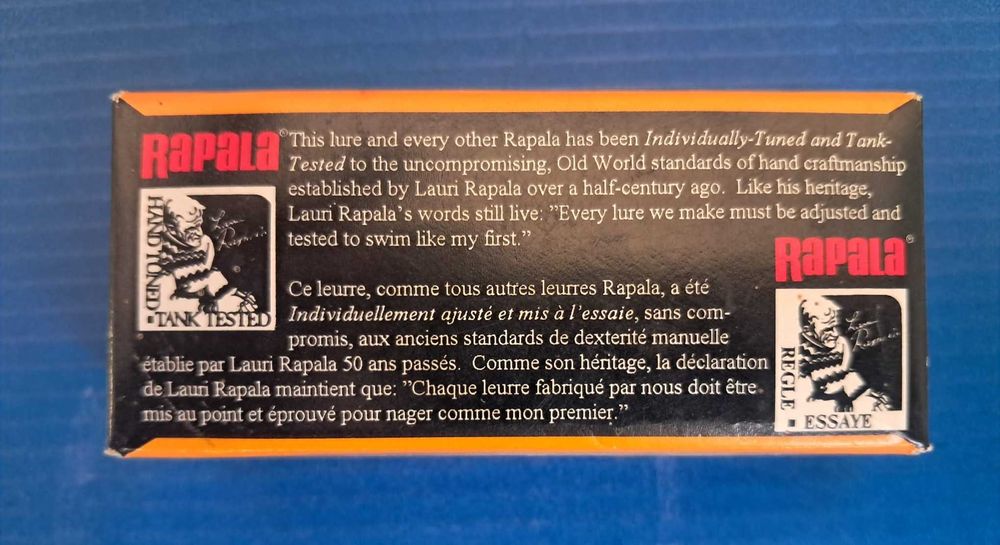 RAPALA®
This lure and every other Rapala has been Individually-Tuned and Tank-
Tested to the uncompromising, Old World standards of hand craftmanship
established by Lauri Rapala over a half-century ago. Like his heritage,
Lauri Rapala's words still live: "Every lure we make must be adjusted and
tested to swim like my first."
HAND TUNED
▪TANK TESTED
Ce leurre, comme tous autres leurres Rapala, a été
Individuellement ajusté et mis à l'essaie, sans com-
promis, aux anciens standards de dexterité manuelle
établie par Lauri Rapala 50 ans passés. Comme son héritage, la déclaration
de Lauri Rapala maintient que: "Chaque leurre fabriqué par nous doit être
mis au point et éprouvé pour nager comme mon premier."
RAPALA®
REGLE
▪ ESSAYE